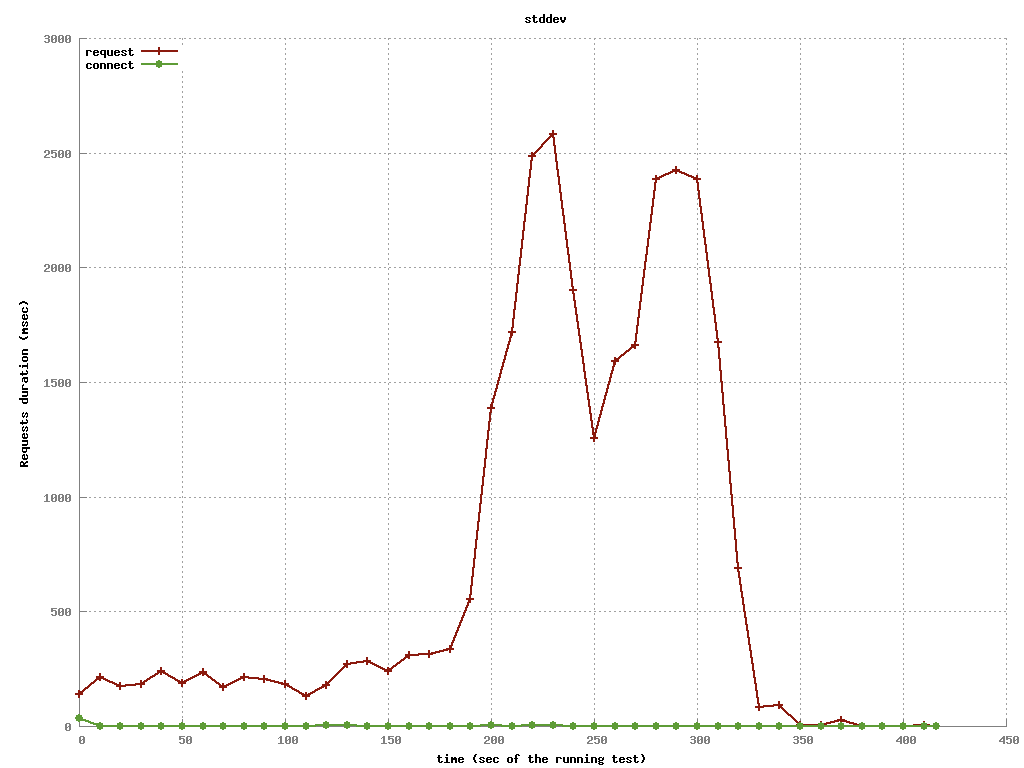 stddev
request
connect
3000
2500
2000
1500
1000
500
0
Requests duration (msec)
0 50 100 150 200 250 300 350 400 450
time (sec of the running test)